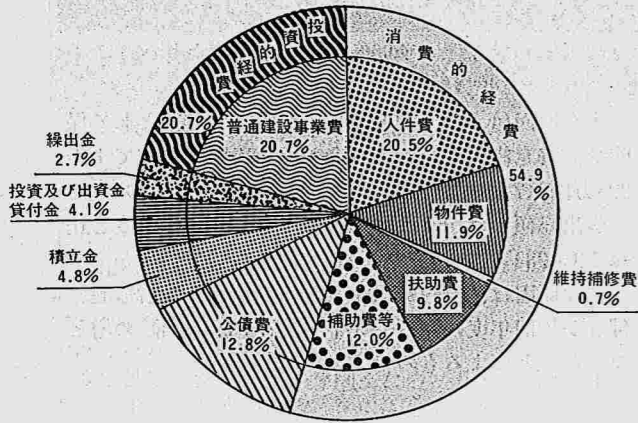 投資的経費
20.7%
消費的経費
54.9
%
普通建設事業費
20.7%
人件費
20.5%
物件費
11.9%
維持補修費
0.7%
扶助費
9.8%
補助費等
12.0%
公債費
12.8%
積立金
4.8%
投資及び出資金
貸付金 4.1%
繰出金
2.7%